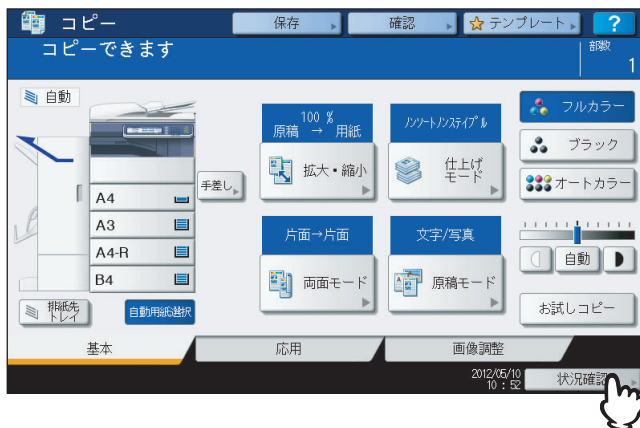 コピー
保存
確認
テンプレート
?
コピーできます
部数
1
自動
100 %
原稿 → 用紙
拡大・縮小
ノンソートノンステイプル
仕上げ
モード
フルカラー
ブラック
オートカラー
手差し
A4
A3
A4-R
B4
片面→片面
両面モード
文字/写真
原稿モード
自動
排紙先
トレイ
自動用紙選択
お試しコピー
基本
応用
画像調整
2012/05/10
10 : 52
状況確認